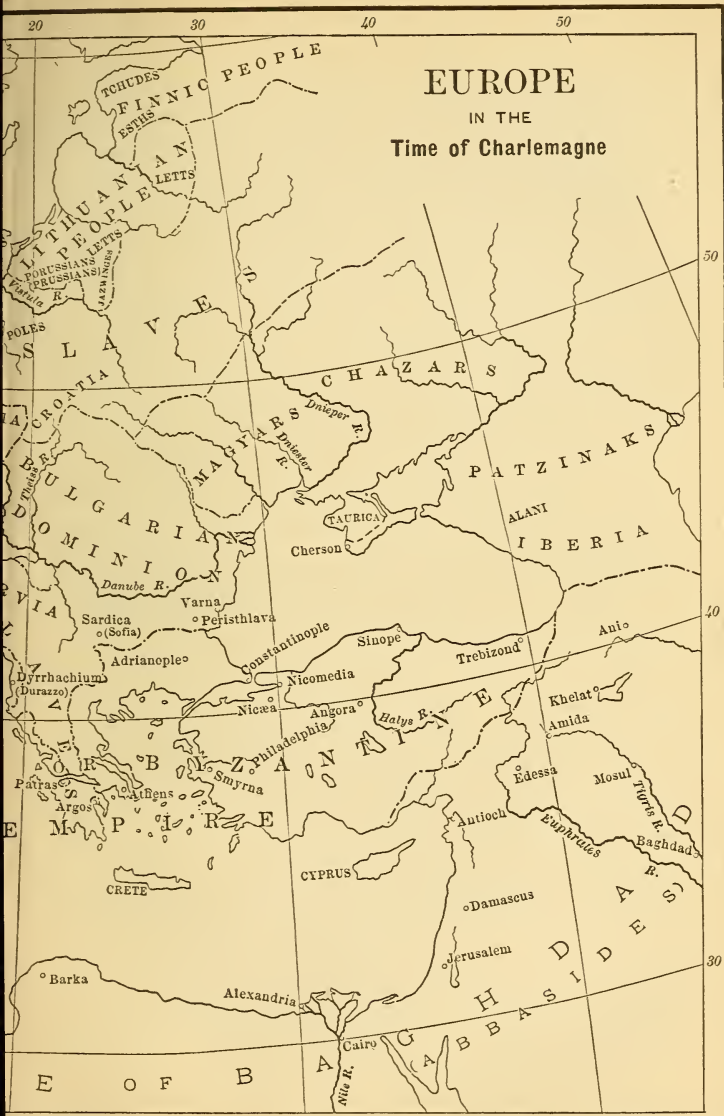 20
30
40
50
EUROPE
IN THE
Time of Charlemagne
TCHUDES
FINNIC PEOPLE
ESTHS
LITHUANIAN
PEOPLE
LETTS
LETTS
PORUSSIANS
(PRUSSIANS)
JAZWINGES
Vistula R.
POLES
SLAVES
50
CROATIA
CHAZARS
Dnieper
R.
MAGYARS
Dniester
R.
Theiss R.
BULGARIAN
DOMINION
PATZINAKS
TAURICA
ALANI
Cherson
IBERIA
Danube R.
RVIA
Varna
Peristhlava
Sardica
(Sofia)
40
Constantinople
Sinope
Ani
Adrianople
Trebizond
Dyrrhachium
(Durazzo)
Nicomedia
Khelat
Nicæa
Angora
Halys R.
Amida
Philadelphia
BYZANTINE
Smyrna
Edessa
Mosul
Tigris R.
Patras
Athens
Argos
EMPIRE
Antioch
Euphrates
R.
Baghdad
CRETE
CYPRUS
Damascus
Jerusalem
30
Barka
Alexandria
Cairo
Nile R.
E OF BAGHDAD
(ABBASIDES)